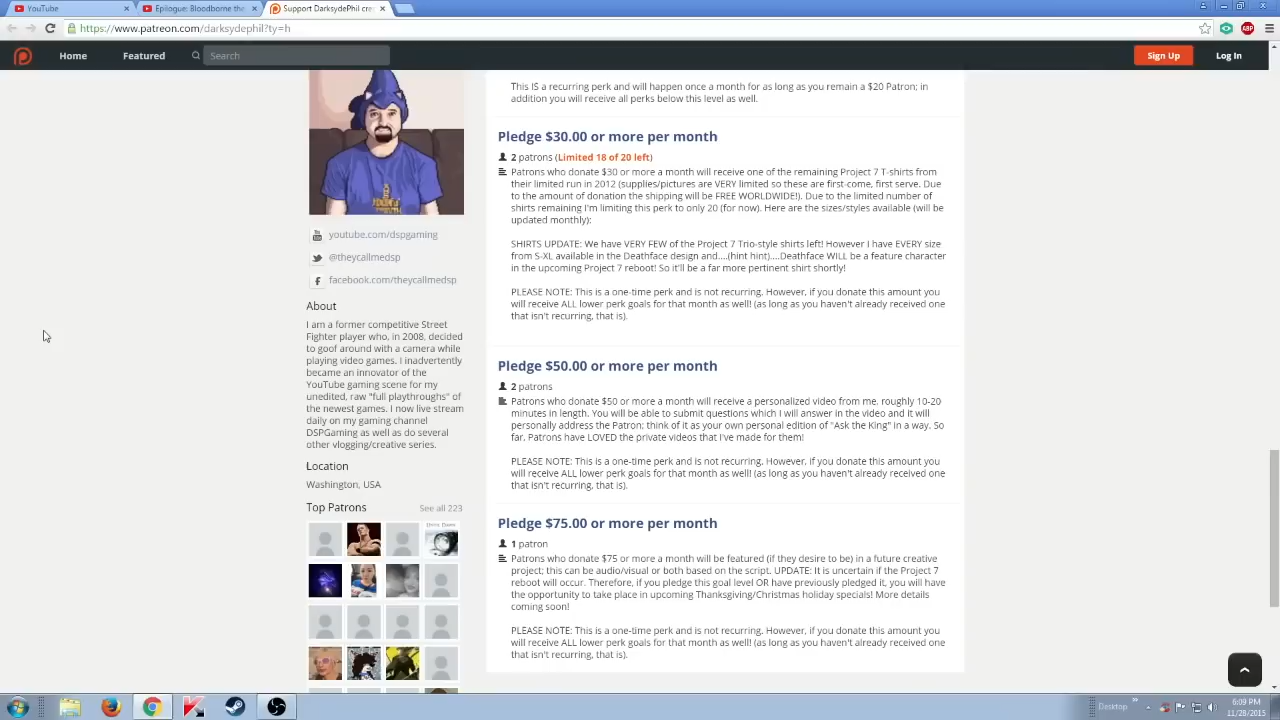 YouTube
Epilogue: Bloodborne the
Support DarksydePhil cre
https://www.patreon.com/darksydephil?ty=h
Home
Featured
Search
Sign Up
Log In
This IS a recurring perk and will happen once a month for as long as you remain a $20 Patron; in
addition you will receive all perks below this level as well.
Pledge $30.00 or more per month
2 patrons (Limited 18 of 20 left)
Patrons who donate $30 or more a month will receive one of the remaining Project 7 T-shirts from
their limited run in 2012 (supplies/pictures are VERY limited so these are first-come, first serve. Due
to the amount of donation the shipping will be FREE WORLDWIDE!). Due to the limited number of
shirts remaining I'm limiting this perk to only 20 (for now). Here are the sizes/styles available (will be
updated monthly):
SHIRTS UPDATE: We have VERY FEW of the Project 7 Trio-style shirts left! However I have EVERY size
from S-XL available in the Deathface design and....(hint hint)....Deathface WILL be a feature character
in the upcoming Project 7 reboot! So it'll be a far more pertinent shirt shortly!
PLEASE NOTE: This is a one-time perk and is not recurring. However, if you donate this amount you
will receive ALL lower perk goals for that month as well! (as long as you haven't already received one
that isn't recurring, that is).
Pledge $50.00 or more per month
2 patrons
Patrons who donate $50 or more a month will receive a personalized video from me, roughly 10-20
minutes in length. You will be able to submit questions which I will answer in the video and it will
personally address the Patron; think of it as your own personal edition of "Ask the King" in a way. So
far, Patrons have LOVED the private videos that I've made for them!
PLEASE NOTE: This is a one-time perk and is not recurring. However, if you donate this amount you
will receive ALL lower perk goals for that month as well! (as long as you haven't already received one
that isn't recurring, that is).
Pledge $75.00 or more per month
1 patron
Patrons who donate $75 or more a month will be featured (if they desire to be) in a future creative
project; this can be audio/visual or both based on the script. UPDATE: It is uncertain if the Project 7
reboot will occur. Therefore, if you pledge this goal level OR have previously pledged it, you will have
the opportunity to take place in upcoming Thanksgiving/Christmas holiday specials! More details
coming soon!
PLEASE NOTE: This is a one-time perk and is not recurring. However, if you donate this amount you
will receive ALL lower perk goals for that month as well! (as long as you haven't already received one
that isn't recurring, that is).
youtube.com/dspgaming
@theycallmedsp
facebook.com/theycallmedsp
About
I am a former competitive Street
Fighter player who, in 2008, decided
to goof around with a camera while
playing video games. I inadvertently
became an innovator of the
YouTube gaming scene for my
unedited, raw "full playthroughs" of
the newest games. I now live stream
daily on my gaming channel
DSPGaming as well as do several
other vlogging/creative series.
Location
Washington, USA
Top Patrons
See all 223
Desktop
6:09 PM
11/28/2015